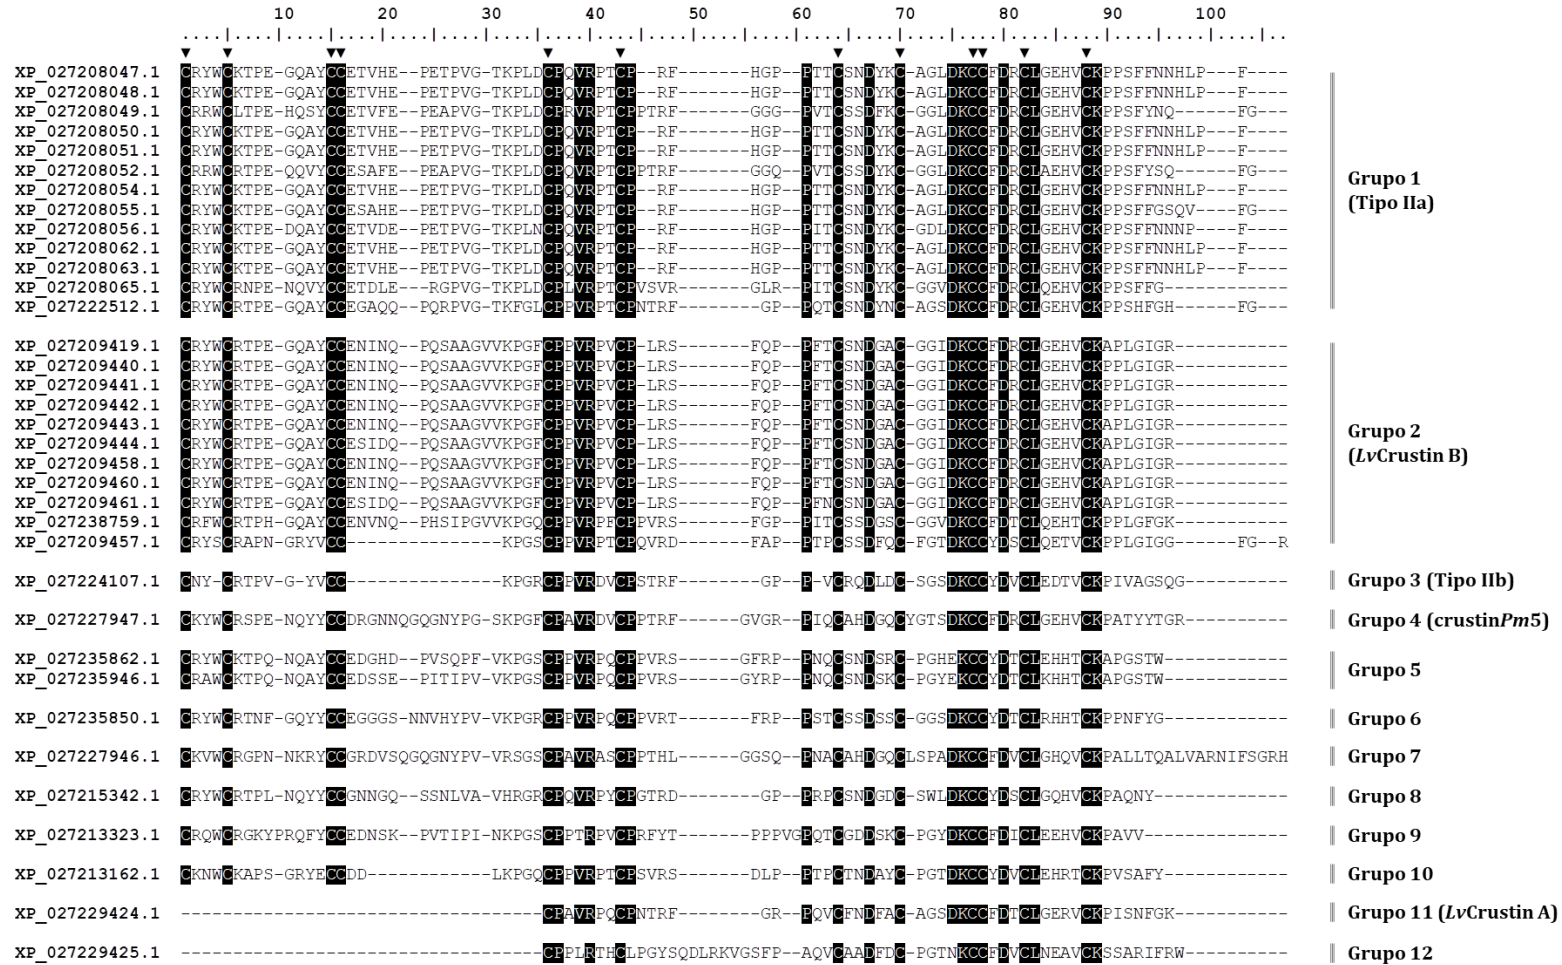 10 20 30 40 50 60 70 80 90 100
XP_027208047.1 CRYWCKTPE-GQAYCCETVHE--PETPVG-TKPLDCPQVRPTCP--RF-------HGP--PTTCSNDYKC-AGLDKCCFDRCLGEHVCKPPSFFNNHLP---F----
XP_027208048.1 CRYWCKTPE-GQAYCCETVHE--PETPVG-TKPLDCPQVRPTCP--RF-------HGP--PTTCSNDYKC-AGLDKCCFDRCLGEHVCKPPSFFNNHLP---F----
XP_027208049.1 CRRWCLTPE-HQSYCCETVFE--PEAPVG-TKPLDCPRVRPTCPPTRF-------GGG--PVTCSSDFKC-GGLDKCCFDRCLGEHVCKPPSFYNQ------FG---
XP_027208050.1 CRYWCKTPE-GQAYCCETVHE--PETPVG-TKPLDCPQVRPTCP--RF-------HGP--PTTCSNDYKC-AGLDKCCFDRCLGEHVCKPPSFFNNHLP---F----
XP_027208051.1 CRYWCKTPE-GQAYCCETVHE--PETPVG-TKPLDCPQVRPTCP--RF-------HGP--PTTCSNDYKC-AGLDKCCFDRCLGEHVCKPPSFFNNHLP---F----
XP_027208052.1 CRRWCRTPE-QQVYCCESAFE--PEAPVG-TKPLDCPQVRPTCPPTRF-------GGQ--PVTCSSDYKC-GGLDKCCFDRCLAEHVCKPPSFYSQ------FG---
XP_027208054.1 CRYWCKTPE-GQAYCCETVHE--PETPVG-TKPLDCPQVRPTCP--RF-------HGP--PTTCSNDYKC-AGLDKCCFDRCLGEHVCKPPSFFNNHLP---F----
XP_027208055.1 CRYWCKTPE-GQAYCCESAHE--PETPVG-TKPLDCPQVRPTCP--RF-------HGP--PTTCSNDYKC-AGLDKCCFDRCLGEHVCKPPSFFGSQV----FG---
XP_027208056.1 CRYWCKTPE-DQAYCCETVDE--PETPVG-TKPLNCPQVRPTCP--RF-------HGP--PITCSNDYKC-GDLDKCCFDRCLGEHVCKPPSFFNNNP----F----
XP_027208062.1 CRYWCKTPE-GQAYCCETVHE--PETPVG-TKPLDCPQVRPTCP--RF-------HGP--PTTCSNDYKC-AGLDKCCFDRCLGEHVCKPPSFFNNHLP---F----
XP_027208063.1 CRYWCKTPE-GQAYCCETVHE--PETPVG-TKPLDCPQVRPTCP--RF-------HGP--PTTCSNDYKC-AGLDKCCFDRCLGEHVCKPPSFFNNHLP---F----
XP_027208065.1 CRYWCRNPE-NQVYCCETDLE--RGPVG-TKPLDCPLVRPTCPVSVR-------GLR--PITCSNDYKC-GGVDKCCFDRCLQEHVCKPPSFFG------------
XP_027222512.1 CRYWCRTPE-GQAYCCEGAQQ--PQRPVG-TKFGLCPPVRPTCPNTRF--------GP--PQTCSNDYNC-AGSDKCCFDRCLGEHVCKPPSHFGH------FG---
Grupo 1
(Tipo IIa)
XP_027209419.1 CRYWCRTPE-GQAYCCENINQ--PQSAAGVVKPGFCPPVRPVCP-LRS-------FQP--PFTCSNDGAC-GGIDKCCFDRCLGEHVCKAPLGIGR-----------
XP_027209440.1 CRYWCRTPE-GQAYCCENINQ--PQSAAGVVKPGFCPPVRPVCP-LRS-------FQP--PFTCSNDGAC-GGIDKCCFDRCLGEHVCKPPLGIGR-----------
XP_027209441.1 CRYWCRTPE-GQAYCCENINQ--PQSAAGVVKPGFCPPVRPVCP-LRS-------FQP--PFTCSNDGAC-GGIDKCCFDRCLGEHVCKPPLGIGR-----------
XP_027209442.1 CRYWCRTPE-GQAYCCENINQ--PQSAAGVVKPGFCPPVRPVCP-LRS-------FQP--PFTCSNDGAC-GGIDKCCFDRCLGEHVCKPPLGIGR-----------
XP_027209443.1 CRYWCRTPE-GQAYCCENINQ--PQSAAGVVKPGFCPPVRPVCP-LRS-------FQP--PFTCSNDGAC-GGIDKCCFDRCLGEHVCKAPLGIGR-----------
XP_027209444.1 CRYWCRTPE-GQAYCCESIDQ--PQSAAGVVKPGFCPPVRPVCP-LRS-------FQP--PFTCSNDGAC-GGIDKCCFDRCLGEHVCKAPLGIGR-----------
XP_027209458.1 CRYWCRTPE-GQAYCCENINQ--PQSAAGVVKPGFCPPVRPVCP-LRS-------FQP--PFTCSNDGAC-GGIDKCCFDRCLGEHVCKAPLGIGR-----------
XP_027209460.1 CRYWCRTPE-GQAYCCENINQ--PQSAAGVVKPGFCPPVRPVCP-LRS-------FQP--PFTCSNDGAC-GGIDKCCFDRCLGEHVCKAPLGIGR-----------
XP_027209461.1 CRYWCRTPE-GQAYCCESIDQ--PQSAAGVVKPGFCPPVRPVCP-LRS-------FQP--PFNCSNDGAC-GGIDKCCFDRCLGEHVCKAPLGIGR-----------
XP_027238759.1 CRFWCRTPH-GQAYCCENVNQ--PHSIPGVVKPGQCPPVRPFCPPVRS-------FGP--PITCSSDGSC-GGVDKCCFDTCLQEHTCKPPLGFGK-----------
XP_027209457.1 CRYSCRAPN-GRYVCC---------------KPGSCPPVRPTCPQVRD-------FAP--PTPCSSDFQC-FGTDKCCYDSCLQETVCKPPLGIGG------FG--R
Grupo 2
(LvCrustin B)
XP_027224107.1 CNY-CRTPV-G-YVCC---------------KPGRCPPVRDVCPSTRF--------GP--P-VCRQDLDC-SGSDKCCYDVCLEDTVCKPIVAGSQG----------
Grupo 3 (Tipo IIb)
XP_027227947.1 CKYWCRSPE-NQYYCCDRGNNQGQGNYPG-SKPGFCPAVRDVCPPTRF------GVGR--PIQCAHDGQCYGTSDKCCFDRCLGEHVCKPATYYTGR----------
Grupo 4 (crustinPm5)
XP_027235862.1 CRYWCKTPQ-NQAYCCEDGHD--PVSQPF-VKPGSCPPVRPQCPPVRS------GFRP--PNQCSNDSRC-PGHEKCCYDTCLEHHTCKAPGSTW------------
XP_027235946.1 CRAWCKTPQ-NQAYCCEDSSE--PITIPV-VKPGSCPPVRPQCPPVRS------GYRP--PNQCSNDSKC-PGYEKCCYDTCLKHHTCKAPGSTW------------
Grupo 5
XP_027235850.1 CRYWCRTNF-GQYYCCEGGGS-NNVHYPV-VKPGRCPPVRPQCPPVRT-------FRP--PSTCSSDSSC-GGSDKCCYDTCLRHHTCKPPNFYG------------
Grupo 6
XP_027227946.1 CKVWCRGPN-NKRYCCGRDVSQGQGNYPV-VRSGSCPAVRASCPPTHL------GGSQ--PNACAHDGQCLSPADKCCFDVCLGHQVCKPALLTQALVARNIFSGRH
Grupo 7
XP_027215342.1 CRYWCRTPL-NQYYCCGNNGQ--SSNLVA-VHRGRCPQVRPYCPGTRD--------GP--PRPCSNDGDC-SWLDKCCYDSCLGQHVCKPAQNY-------------
Grupo 8
XP_027213323.1 CRQWCRGKYPRQFYCCEDNSK--PVTIPI-NKPGSCPPTRPVCPRFYT-------PPPVGPQTCGDDSKC-PGYDKCCFDICLEEHVCKPAVV--------------
Grupo 9
XP_027213162.1 CKNWCKAPS-GRYECCDD------------LKPGQCPPVRPTCPSVRS-------DLP--PTPCTNDAYC-PGTDKCCYDVCLEHRTCKPVSAFY------------
Grupo 10
XP_027229424.1 -----------------------------------CPAVRPQCPNTRF--------GR--PQVCFNDFAC-AGSDKCCFDTCLGERVCKPISNFGK-----------
Grupo 11 (LvCrustin A)
XP_027229425.1 -----------------------------------CPPLRTHCLPGYSQDLRKVGSFP--AQVCAADFDC-PGTNKCCFDVCLNEAVCKSSARIFRW----------
Grupo 12